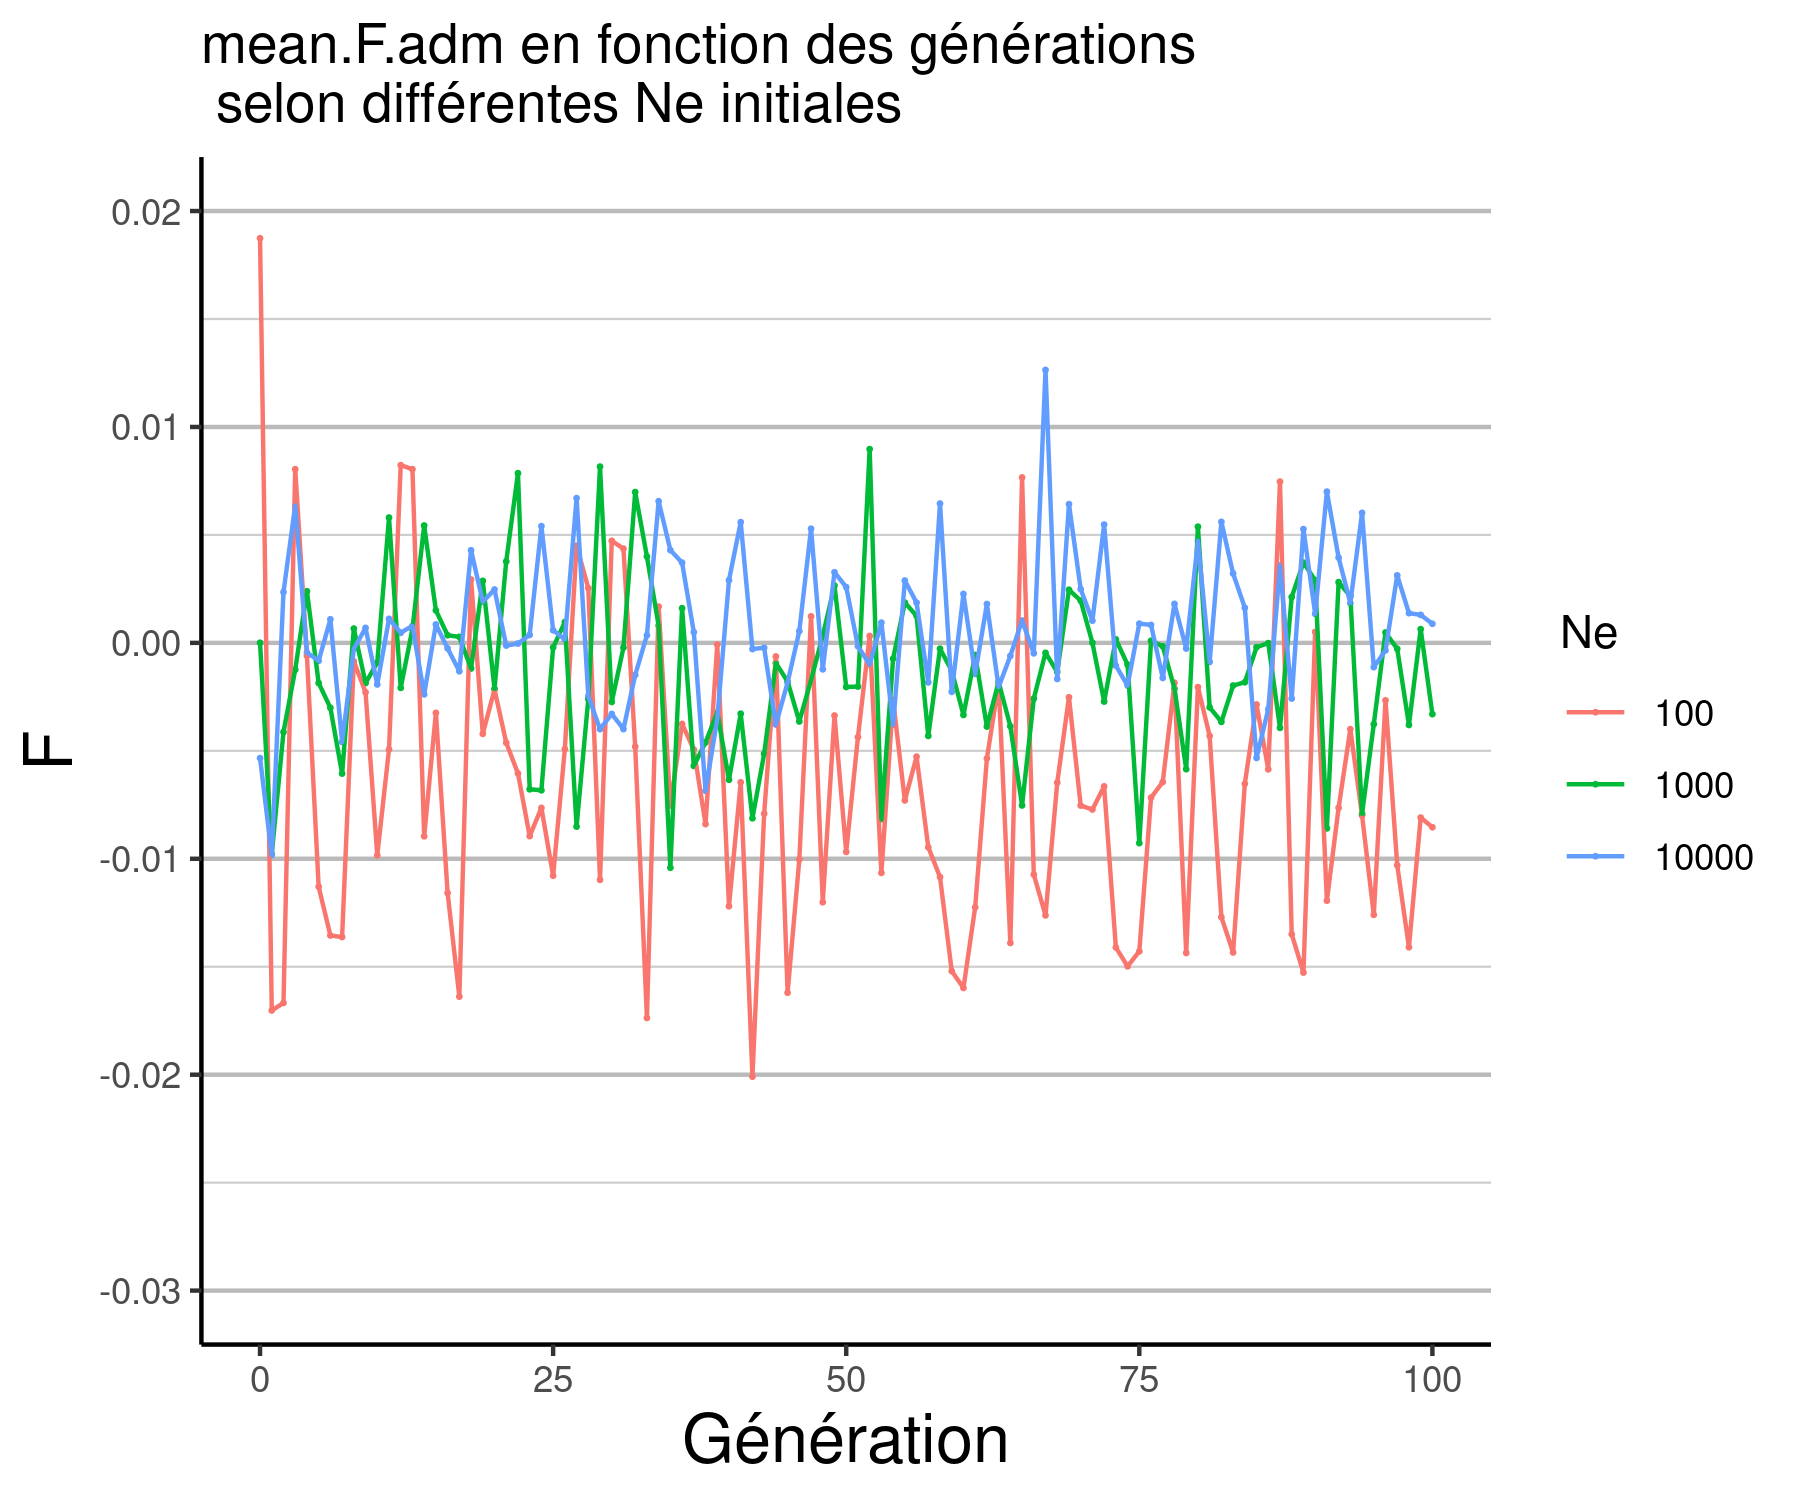 mean.F.adm en fonction des générations
selon différentes Ne initiales
F
0.02
0.01
0.00
-0.01
-0.02
-0.03
0
25
50
75
100
Génération
Ne
100
1000
10000